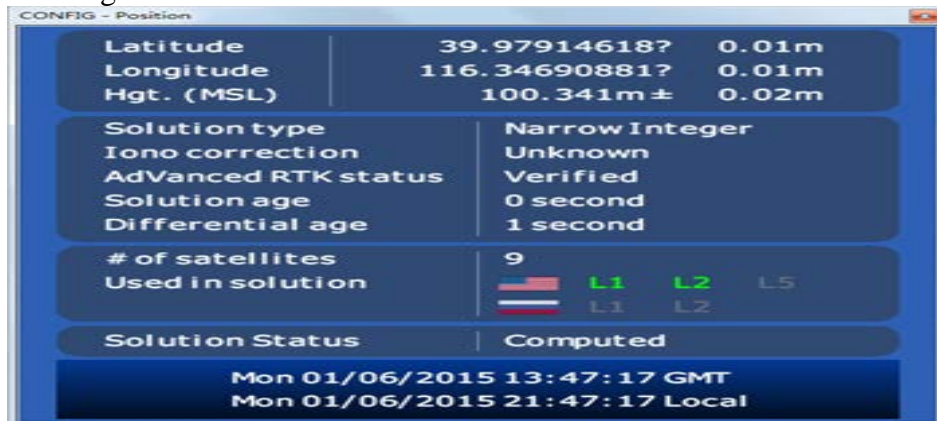 CONFIG - Position
Latitude 39.97914618? 0.01m
Longitude 116.34690881? 0.01m
Hgt. (MSL) 100.341m ± 0.02m
Solution type Narrow Integer
Iono correction Unknown
AdVanced RTK status Verified
Solution age 0 second
Differential age 1 second
# of satellites 9
Used in solution L1 L2 L5
L1 L2
Solution Status Computed
Mon 01/06/2015 13:47:17 GMT
Mon 01/06/2015 21:47:17 Local